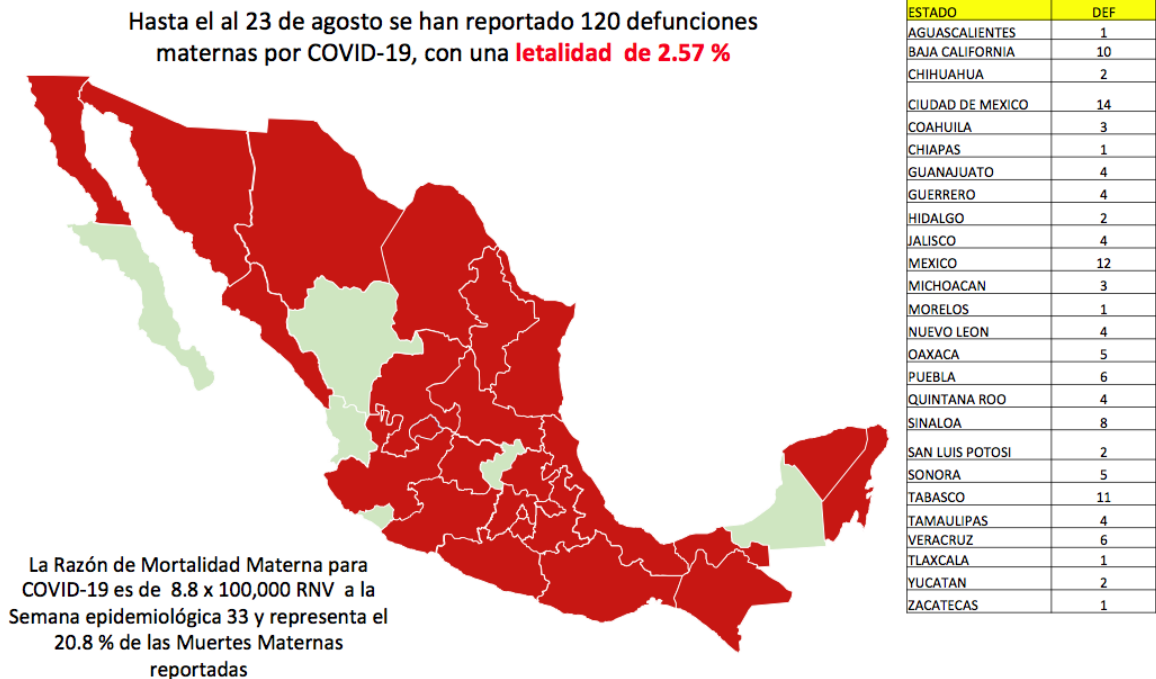 Hasta el al 23 de agosto se han reportado 120 defunciones
maternas por COVID-19, con una letalidad de 2.57 %
ESTADO DEF
AGUASCALIENTES 1
BAJA CALIFORNIA 10
CHIHUAHUA 2
CIUDAD DE MEXICO 14
COAHUILA 3
CHIAPAS 1
GUANAJUATO 4
GUERRERO 4
HIDALGO 2
JALISCO 4
MEXICO 12
MICHOACAN 3
MORELOS 1
NUEVO LEON 4
OAXACA 5
PUEBLA 6
QUINTANA ROO 4
SINALOA 8
SAN LUIS POTOSI 2
SONORA 5
TABASCO 11
TAMAULIPAS 4
VERACRUZ 6
TLAXCALA 1
YUCATAN 2
ZACATECAS 1
La Razón de Mortalidad Materna para
COVID-19 es de 8.8 x 100,000 RNV a la
Semana epidemiológica 33 y representa el
20.8 % de las Muertes Maternas
reportadas